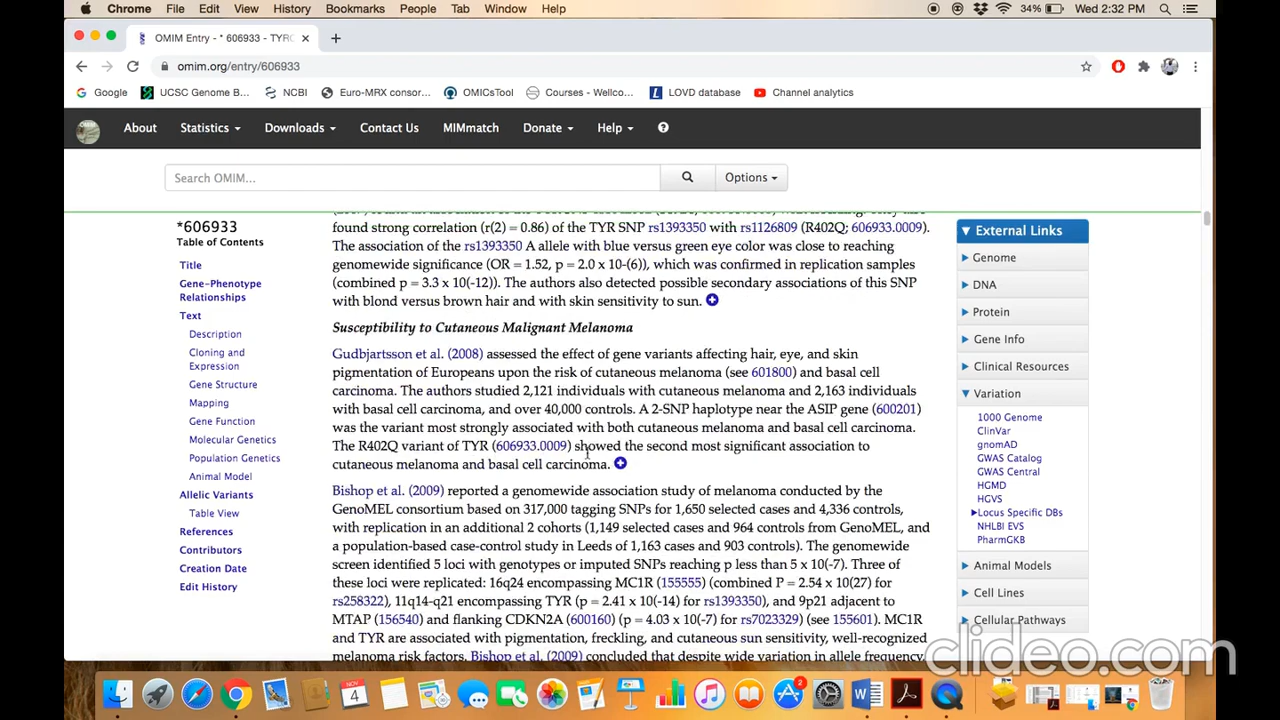 Chrome File Edit View History Bookmarks People Tab Window Help 34% Wed 2:32 PM
OMIM Entry - * 606933 - TYRO
omim.org/entry/606933
Google UCSC Genome B... NCBI Euro-MRX consor... OMICsTool Courses - Wellco... LOVD database Channel analytics
About Statistics Downloads Contact Us MIMmatch Donate Help
Search OMIM... Options
*606933
Table of Contents
Title
Gene-Phenotype
Relationships
Text
Description
Cloning and
Expression
Gene Structure
Mapping
Gene Function
Molecular Genetics
Population Genetics
Animal Model
Allelic Variants
Table View
References
Contributors
Creation Date
Edit History
found strong correlation (r(2) = 0.86) of the TYR SNP rs1393350 with rs1126809 (R402Q; 606933.0009).
The association of the rs1393350 A allele with blue versus green eye color was close to reaching
genomewide significance (OR = 1.52, p = 2.0 x 10-(6)), which was confirmed in replication samples
(combined p = 3.3 x 10(-12)). The authors also detected possible secondary associations of this SNP
with blond versus brown hair and with skin sensitivity to sun.
Susceptibility to Cutaneous Malignant Melanoma
Gudbjartsson et al. (2008) assessed the effect of gene variants affecting hair, eye, and skin
pigmentation of Europeans upon the risk of cutaneous melanoma (see 601800) and basal cell
carcinoma. The authors studied 2,121 individuals with cutaneous melanoma and 2,163 individuals
with basal cell carcinoma, and over 40,000 controls. A 2-SNP haplotype near the ASIP gene (600201)
was the variant most strongly associated with both cutaneous melanoma and basal cell carcinoma.
The R402Q variant of TYR (606933.0009) showed the second most significant association to
cutaneous melanoma and basal cell carcinoma.
Bishop et al. (2009) reported a genomewide association study of melanoma conducted by the
GenoMEL consortium based on 317,000 tagging SNPs for 1,650 selected cases and 4,336 controls,
with replication in an additional 2 cohorts (1,149 selected cases and 964 controls from GenoMEL, and
a population-based case-control study in Leeds of 1,163 cases and 903 controls). The genomewide
screen identified 5 loci with genotypes or imputed SNPs reaching p less than 5 x 10(-7). Three of
these loci were replicated: 16q24 encompassing MC1R (155555) (combined P = 2.54 x 10(27) for
rs258322), 11q14-q21 encompassing TYR (p = 2.41 x 10(-14) for rs1393350), and 9p21 adjacent to
MTAP (156540) and flanking CDKN2A (600160) (p = 4.03 x 10(-7) for rs7023329) (see 155601). MC1R
and TYR are associated with pigmentation, freckling, and cutaneous sun sensitivity, well-recognized
melanoma risk factors. Bishop et al. (2009) concluded that despite wide variation in allele frequency,
External Links
Genome
DNA
Protein
Gene Info
Clinical Resources
Variation
1000 Genome
ClinVar
gnomAD
GWAS Catalog
GWAS Central
HGMD
HGVS
Locus Specific DBs
NHLBI EVS
PharmGKB
Animal Models
Cell Lines
Cellular Pathways
clideo.com
NOV
4
2